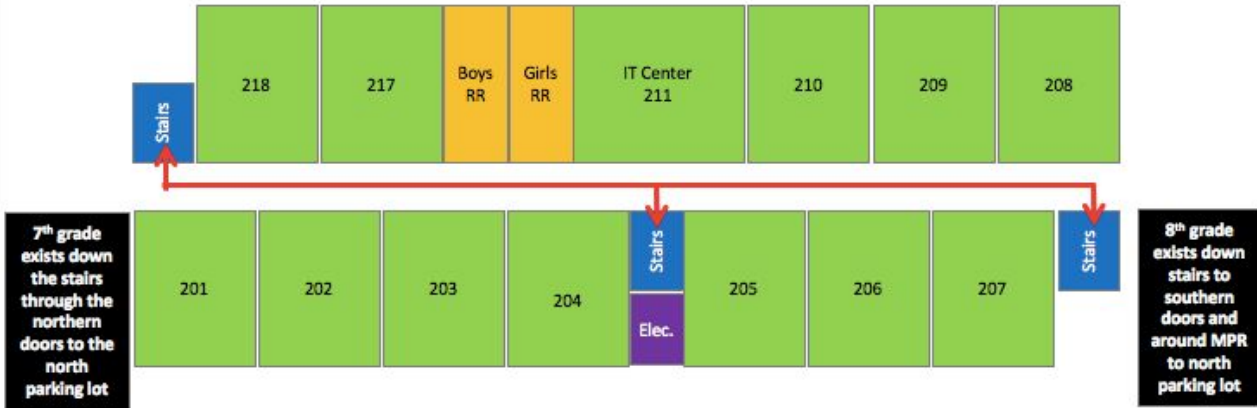 218
217
Boys
RR
Girls
RR
IT Center
211
210
209
208
Stairs
7th grade
exists down
the stairs
through the
northern
doors to the
north
parking lot
201
202
203
204
Stairs
Elec.
205
206
207
Stairs
8th grade
exists down
stairs to
southern
doors and
around MPR
to north
parking lot